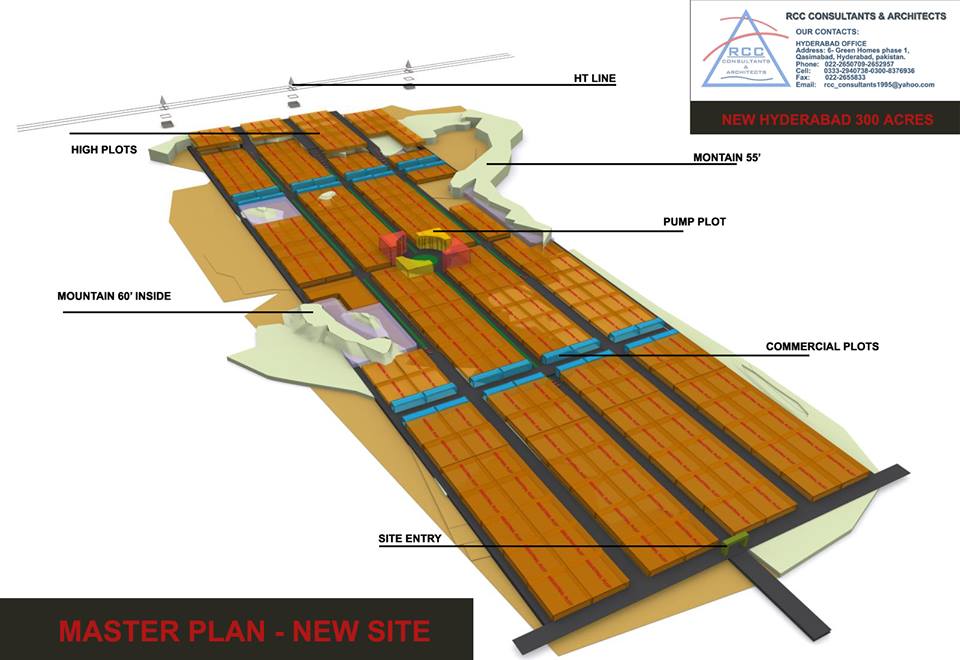 RCC CONSULTANTS & ARCHITECTS
OUR CONTACTS:
HYDERABAD OFFICE
Address: 6- Green Homes phase 1,
Qasimabad, Hyderabad, pakistan.
Phone: 022-2650709-2652957
Cell: 0333-2940738-0300-8376936
Fax: 022-2655833
Email: rcc_consultants1995@yahoo.com
RCC
CONSULTANTS
&
ARCHITECTS
NEW HYDERABAD 300 ACRES
HT LINE
HIGH PLOTS
MONTAIN 55'
PUMP PLOT
MOUNTAIN 60' INSIDE
COMMERCIAL PLOTS
SITE ENTRY
MASTER PLAN - NEW SITE